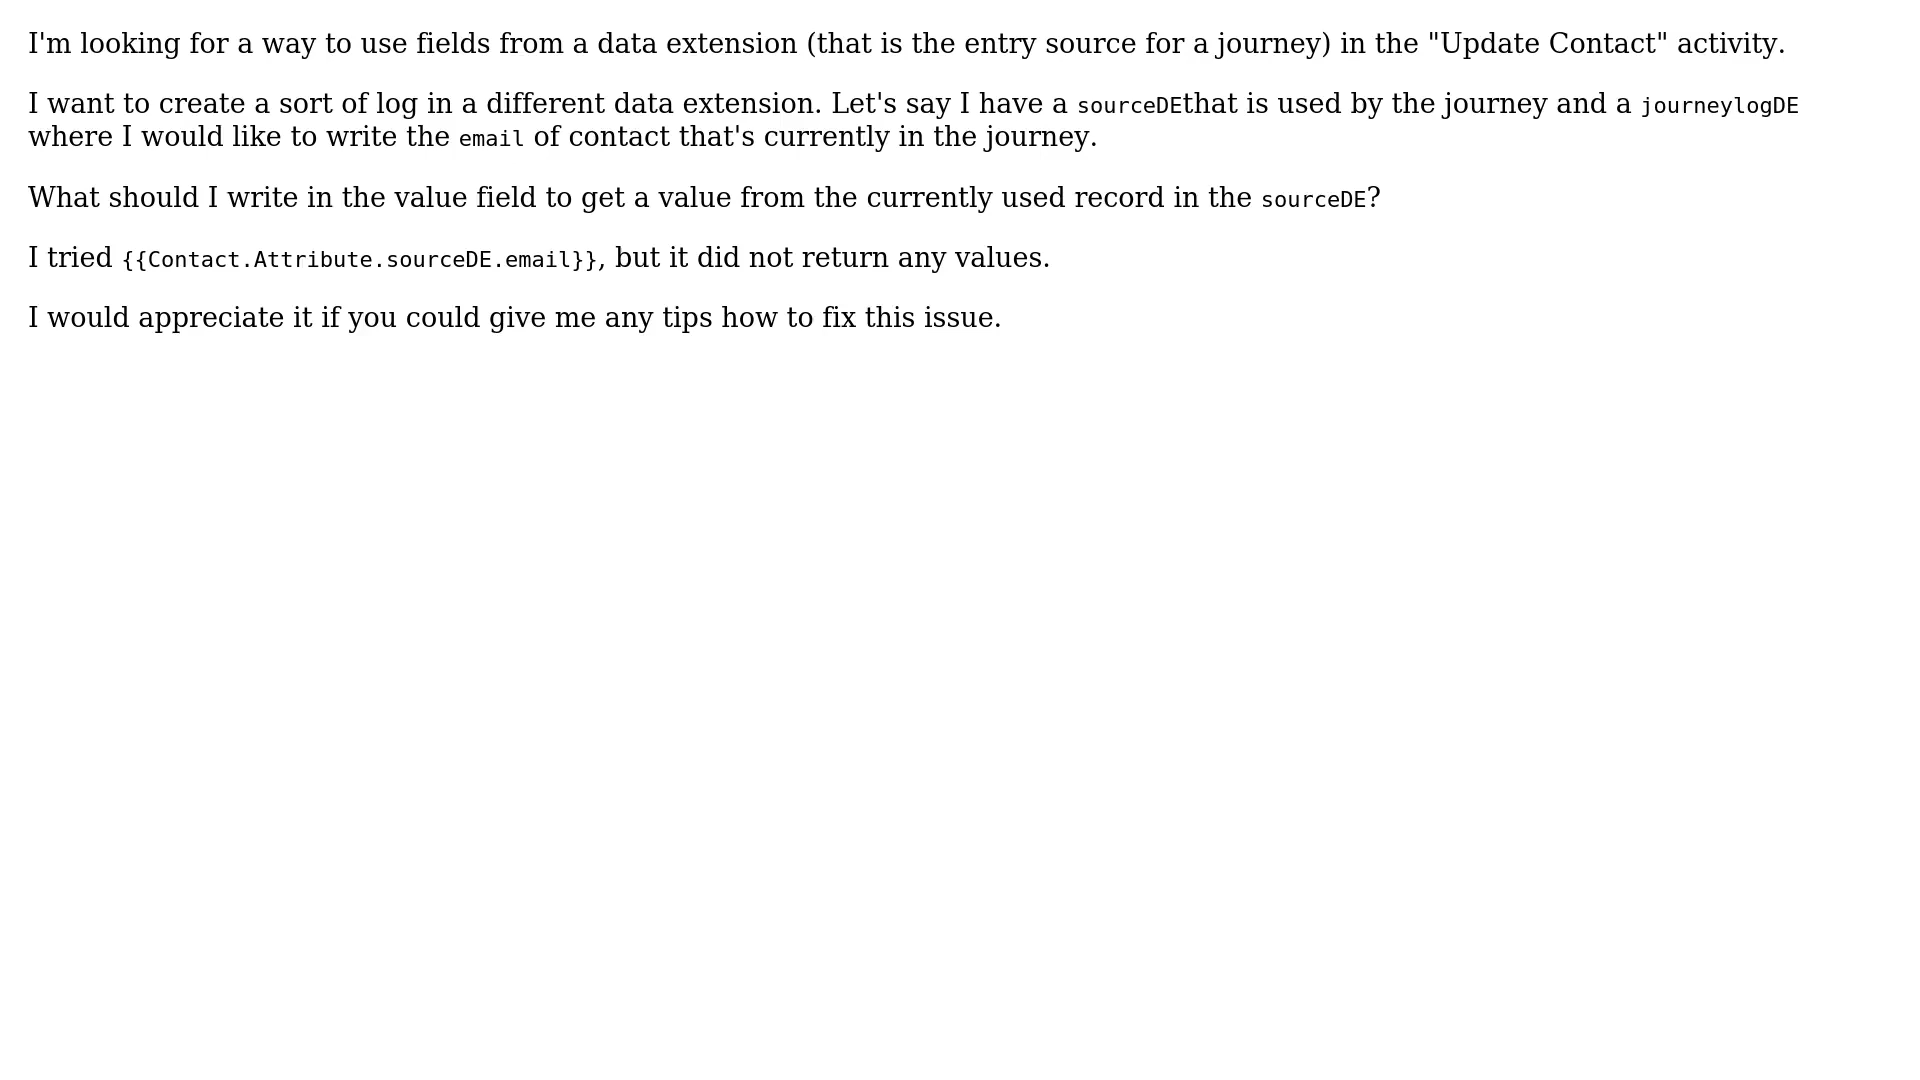 I'm looking for a way to use fields from a data extension (that is the entry source for a journey) in the "Update Contact" activity.
I want to create a sort of log in a different data extension. Let's say I have a sourceDEthat is used by the journey and a journeylogDE
where I would like to write the email of contact that's currently in the journey.
What should I write in the value field to get a value from the currently used record in the sourceDE?
I tried {{Contact.Attribute.sourceDE.email}}, but it did not return any values.
I would appreciate it if you could give me any tips how to fix this issue.